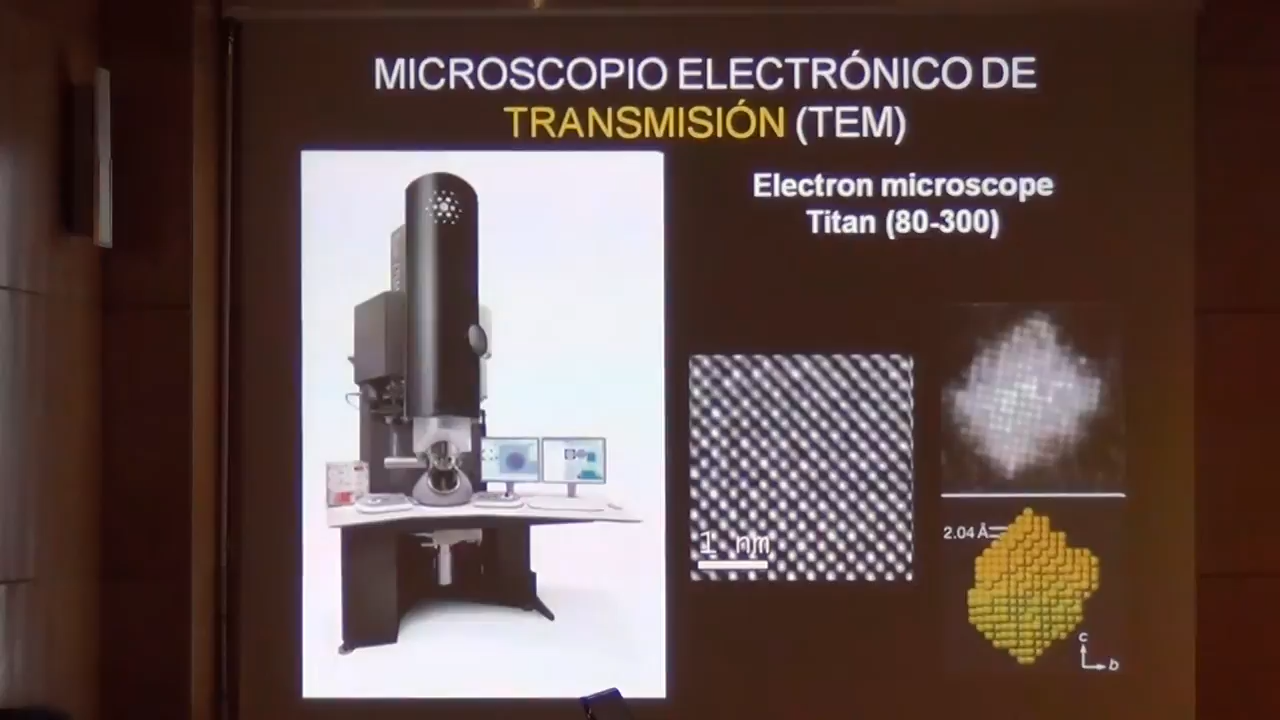 MICROSCOPIO ELECTRÓNICO DE
TRANSMISIÓN (TEM)
Electron microscope
Titan (80-300)
1 nm
2.04 Å
c
b